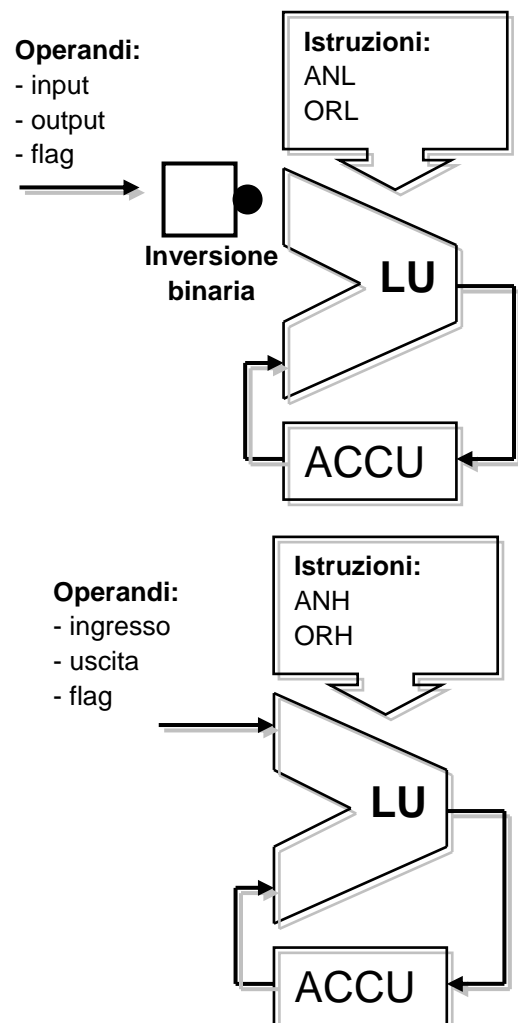 Operandi:
- input
- output
- flag
Istruzioni:
ANL
ORL
Inversione
binaria
LU
ACCU
Operandi:
- ingresso
- uscita
- flag
Istruzioni:
ANH
ORH
LU
ACCU